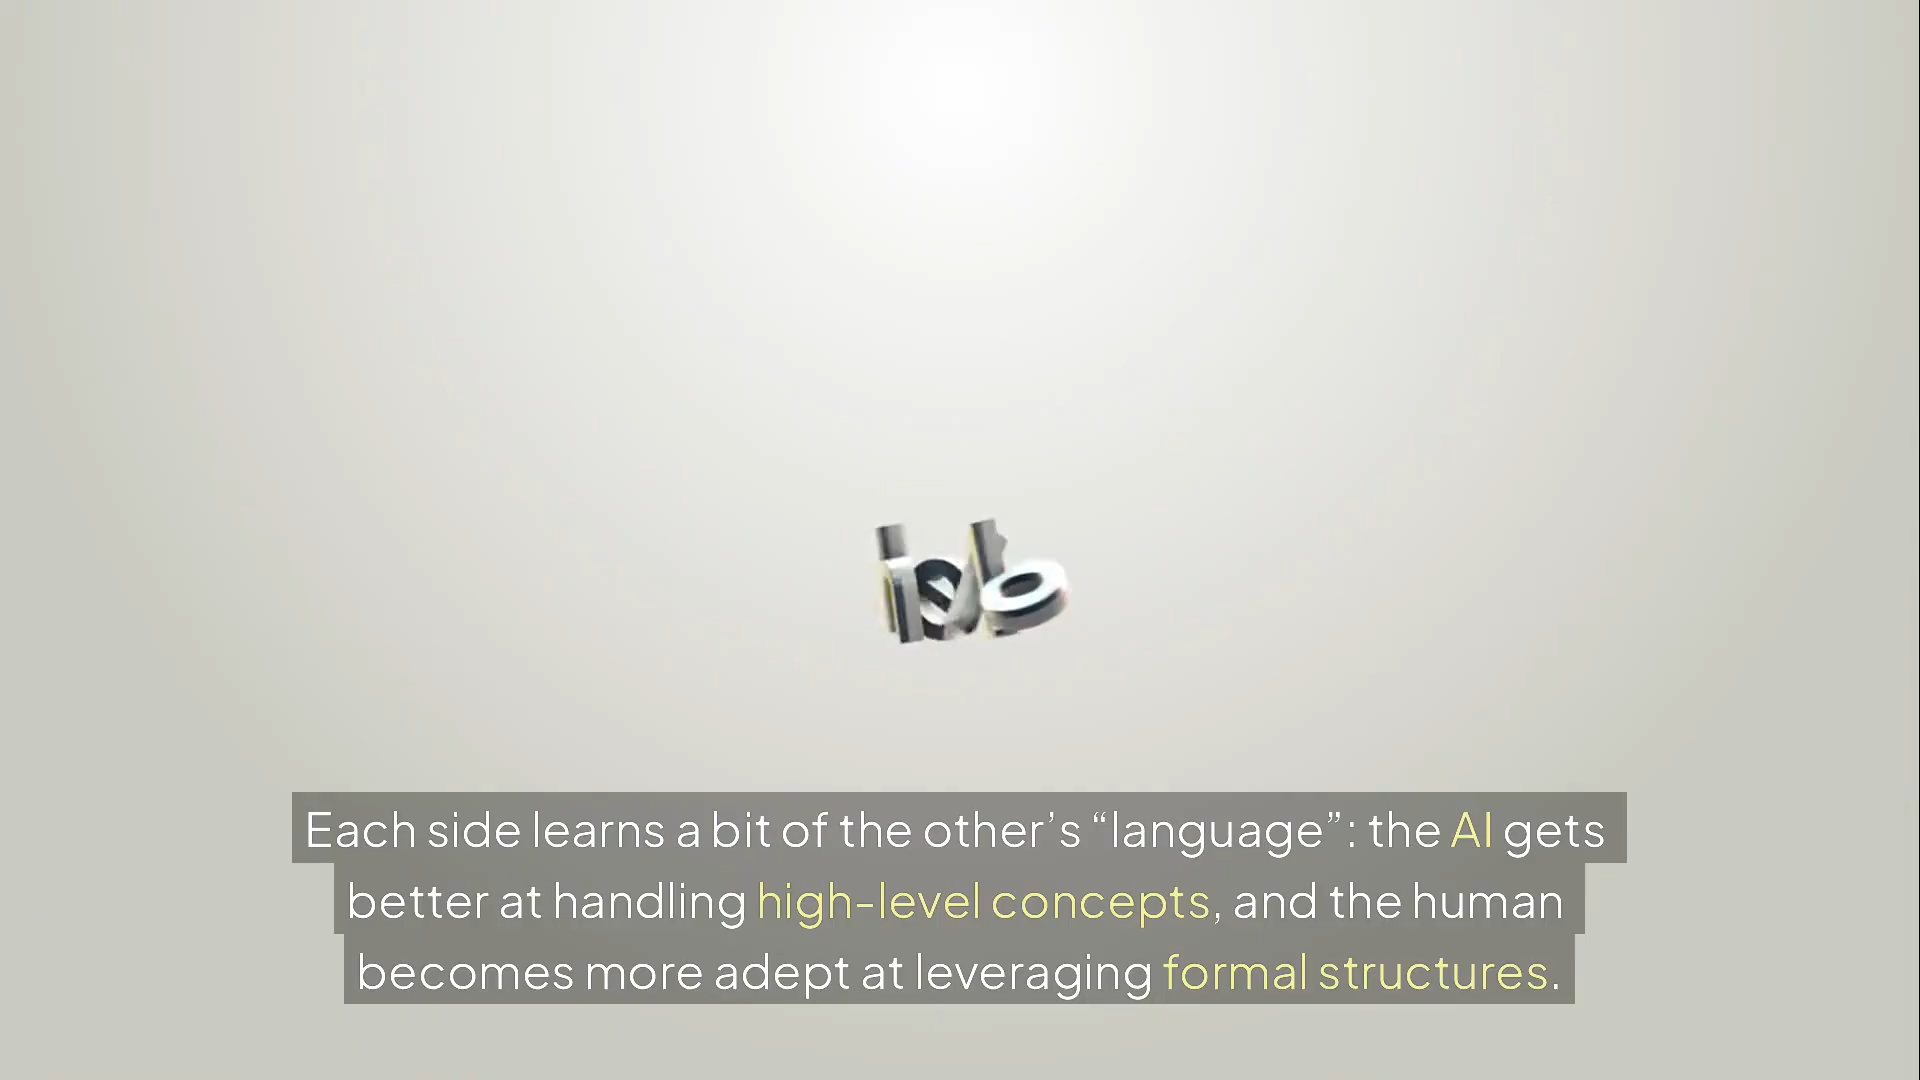 Each side learns a bit of the other’s “language”: the AI gets
better at handling high-level concepts, and the human
becomes more adept at leveraging formal structures.